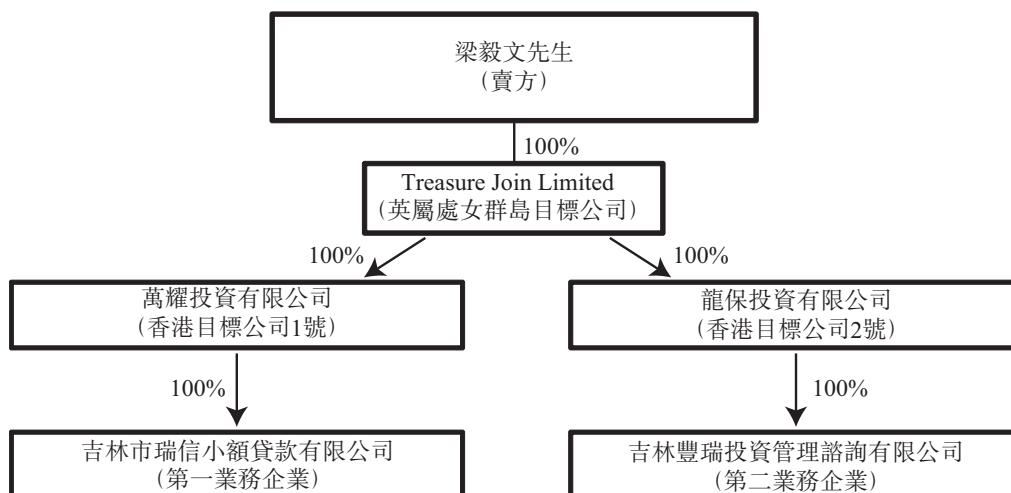 梁毅文先生
（賣方）
100%
Treasure Join Limited
（英屬處女群島目標公司）
100%
100%
萬耀投資有限公司
（香港目標公司1號）
龍保投資有限公司
（香港目標公司2號）
100%
100%
吉林市瑞信小額貸款有限公司
（第一業務企業）
吉林豐瑞投資管理諮詢有限公司
（第二業務企業）